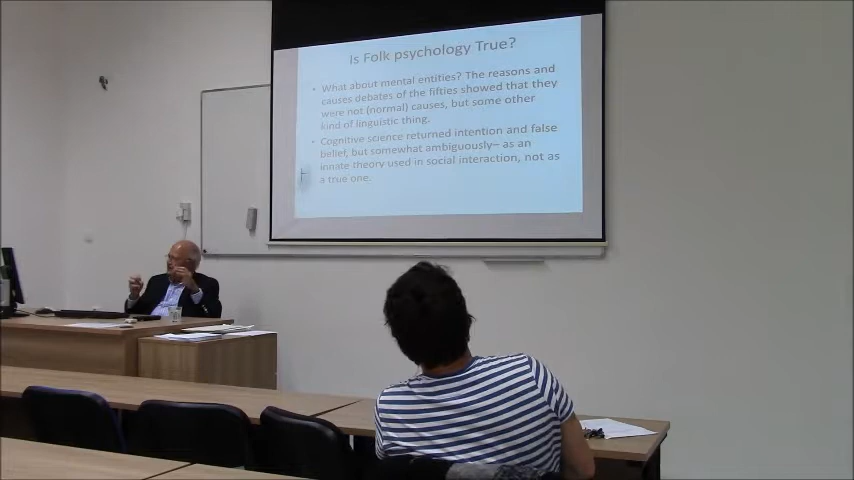 Is Folk psychology True?
• What about mental entities? The reasons and
causes debates of the fifties showed that they
were not (normal) causes, but some other
kind of linguistic thing.
• Cognitive science returned intention and false
belief, but somewhat ambiguously– as an
innate theory used in social interaction, not as
a true one.